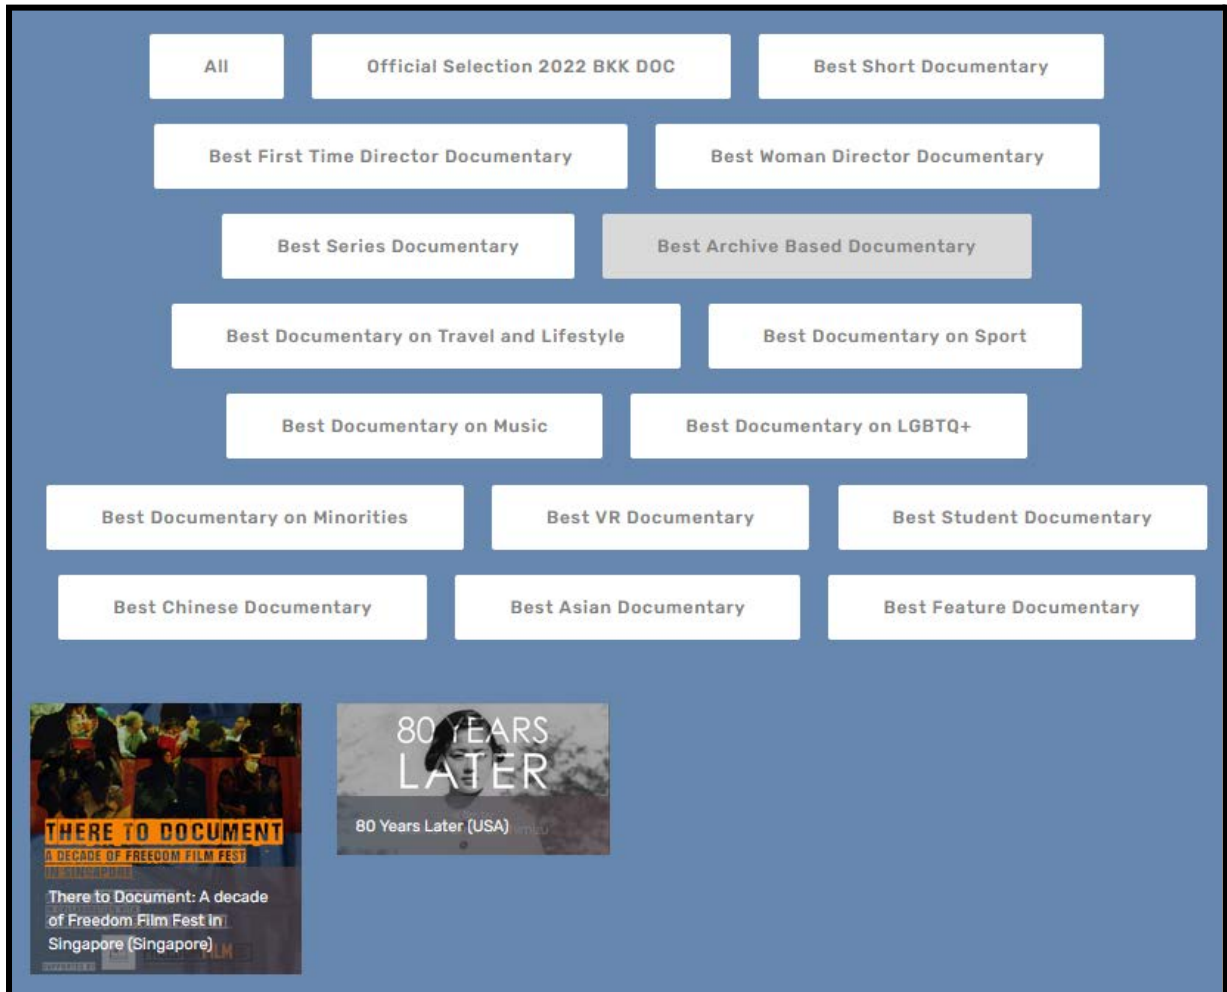 All
Official Selection 2022 BKK DOC
Best Short Documentary
Best First Time Director Documentary
Best Woman Director Documentary
Best Series Documentary
Best Archive Based Documentary
Best Documentary on Travel and Lifestyle
Best Documentary on Sport
Best Documentary on Music
Best Documentary on LGBTQ+
Best Documentary on Minorities
Best VR Documentary
Best Student Documentary
Best Chinese Documentary
Best Asian Documentary
Best Feature Documentary
THERE TO DOCUMENT
A DECADE OF FREEDOM FILM FEST
IN SINGAPORE
There to Document: A decade
of Freedom Film Fest in
Singapore (Singapore)
SUPPORTED BY
80 YEARS
LATER
80 Years Later (USA)